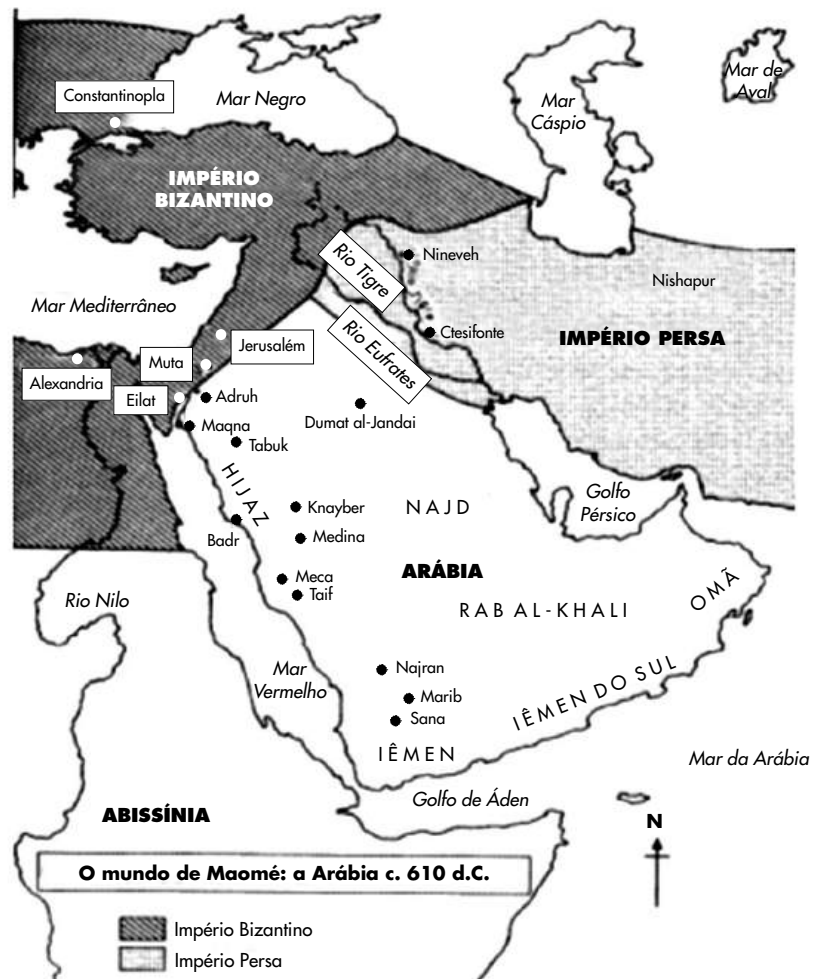 Constantinopla
Mar Negro
Mar
Cáspio
Mar de
Aval
IMPÉRIO
BIZANTINO
Rio Tigre
Nineveh
Nishapur
Mar Mediterrâneo
Jerusalém
Rio Eufrates
Ctesifonte
IMPÉRIO PERSA
Alexandria
Muta
Eilat
Adruh
Dumat al-Jandai
Maqna
Tabuk
HIJAZ
Knayber
NAJD
Golfo
Pérsico
Badr
Medina
Meca
Taif
ARÁBIA
Rio Nilo
RAB AL-KHALI
OMÃ
Mar
Vermelho
Najran
Marib
Sana
IÊMEN DO SUL
IÊMEN
Mar da Arábia
Golfo de Áden
ABISSÍNIA
N
O mundo de Maomé: a Arábia c. 610 d.C.
Império Bizantino
Império Persa